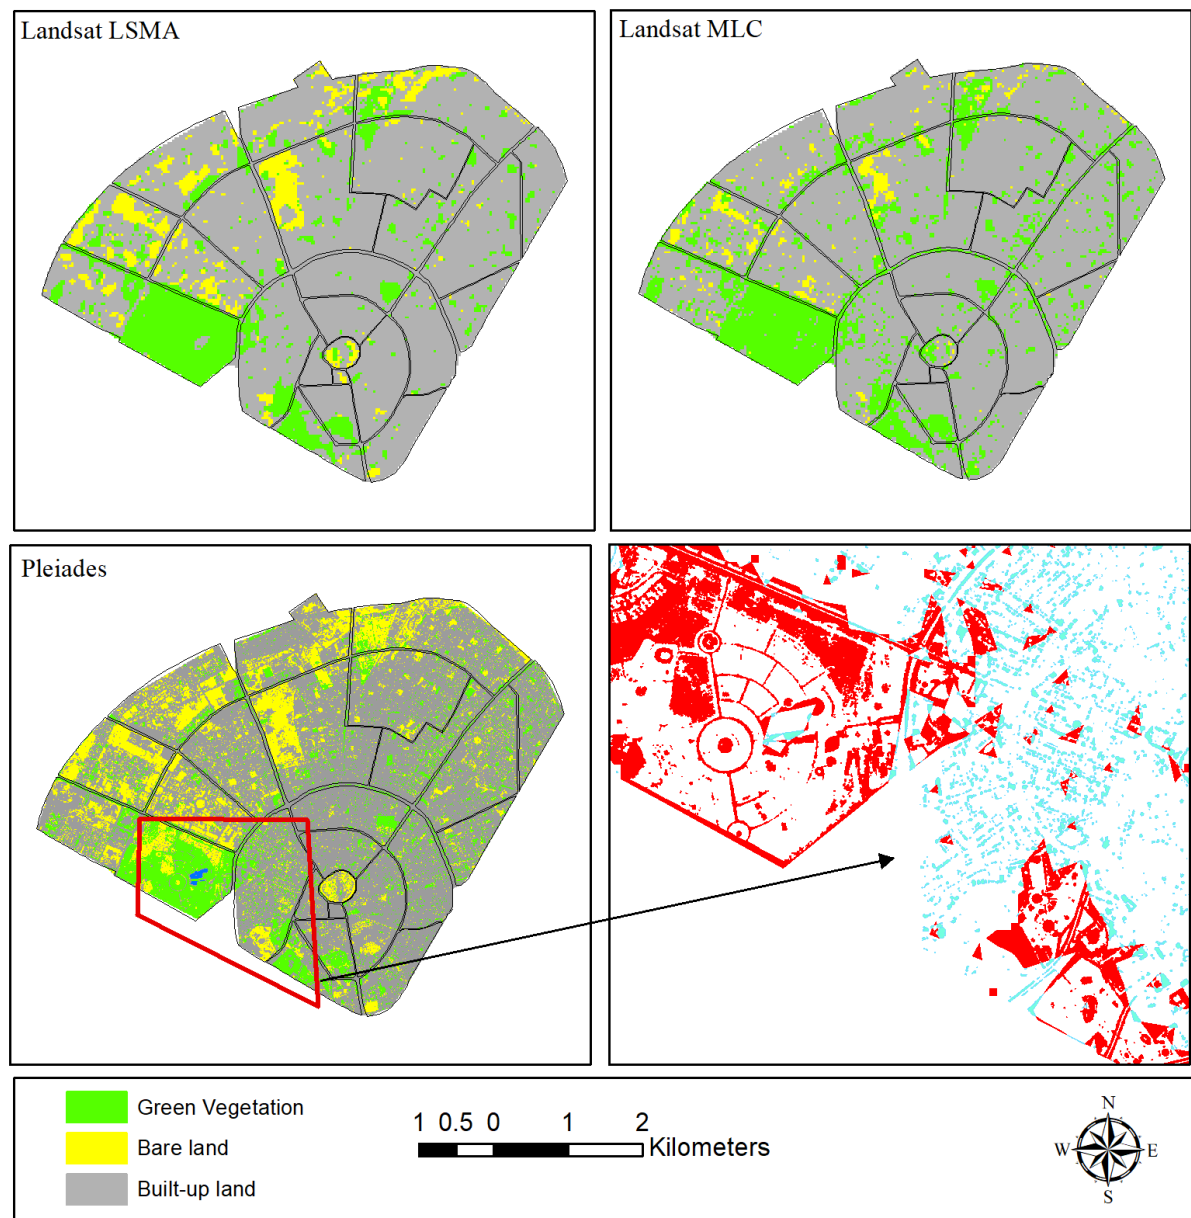 Landsat LSMA
Landsat MLC
Pleiades
Green Vegetation
Bare land
Built-up land
1 0.5 0 1 2
Kilometers
N
W E
S